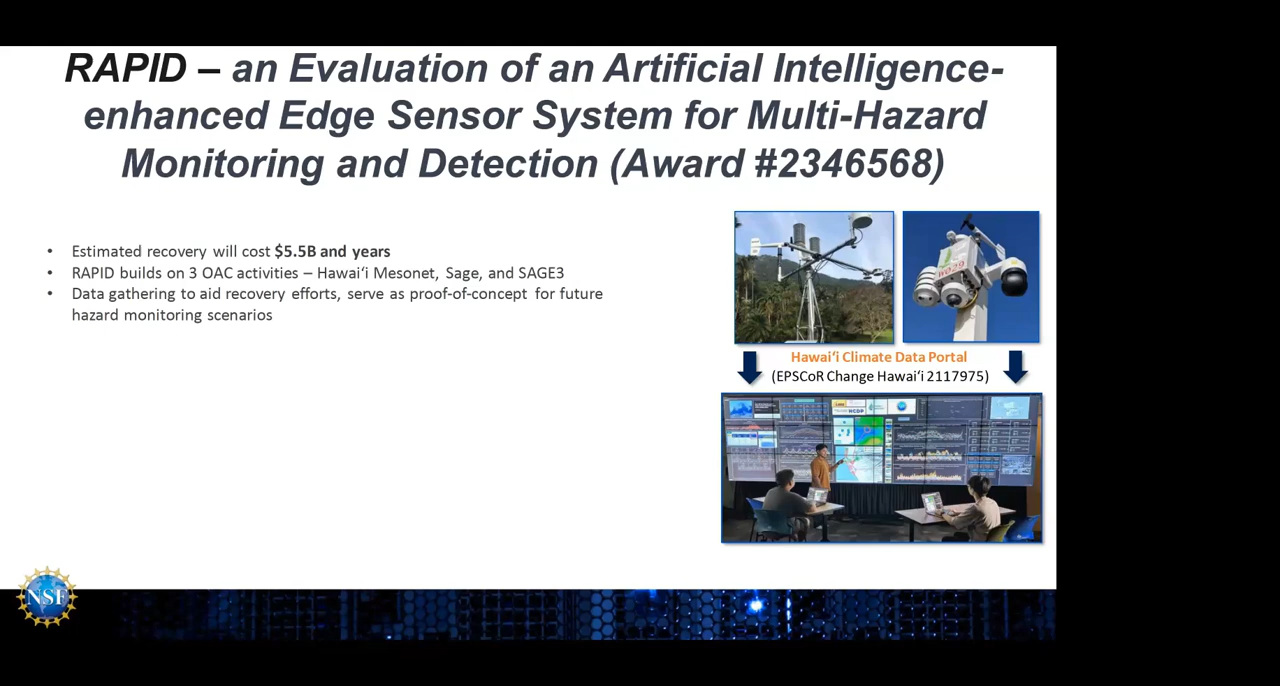 RAPID – an Evaluation of an Artificial Intelligence-
enhanced Edge Sensor System for Multi-Hazard
Monitoring and Detection (Award #2346568)
• Estimated recovery will cost $5.5B and years
• RAPID builds on 3 OAC activities – Hawaiʻi Mesonet, Sage, and SAGE3
• Data gathering to aid recovery efforts, serve as proof-of-concept for future
hazard monitoring scenarios
W029
Hawaiʻi Climate Data Portal
(EPSCoR Change Hawaiʻi 2117975)
HCDP
NSF